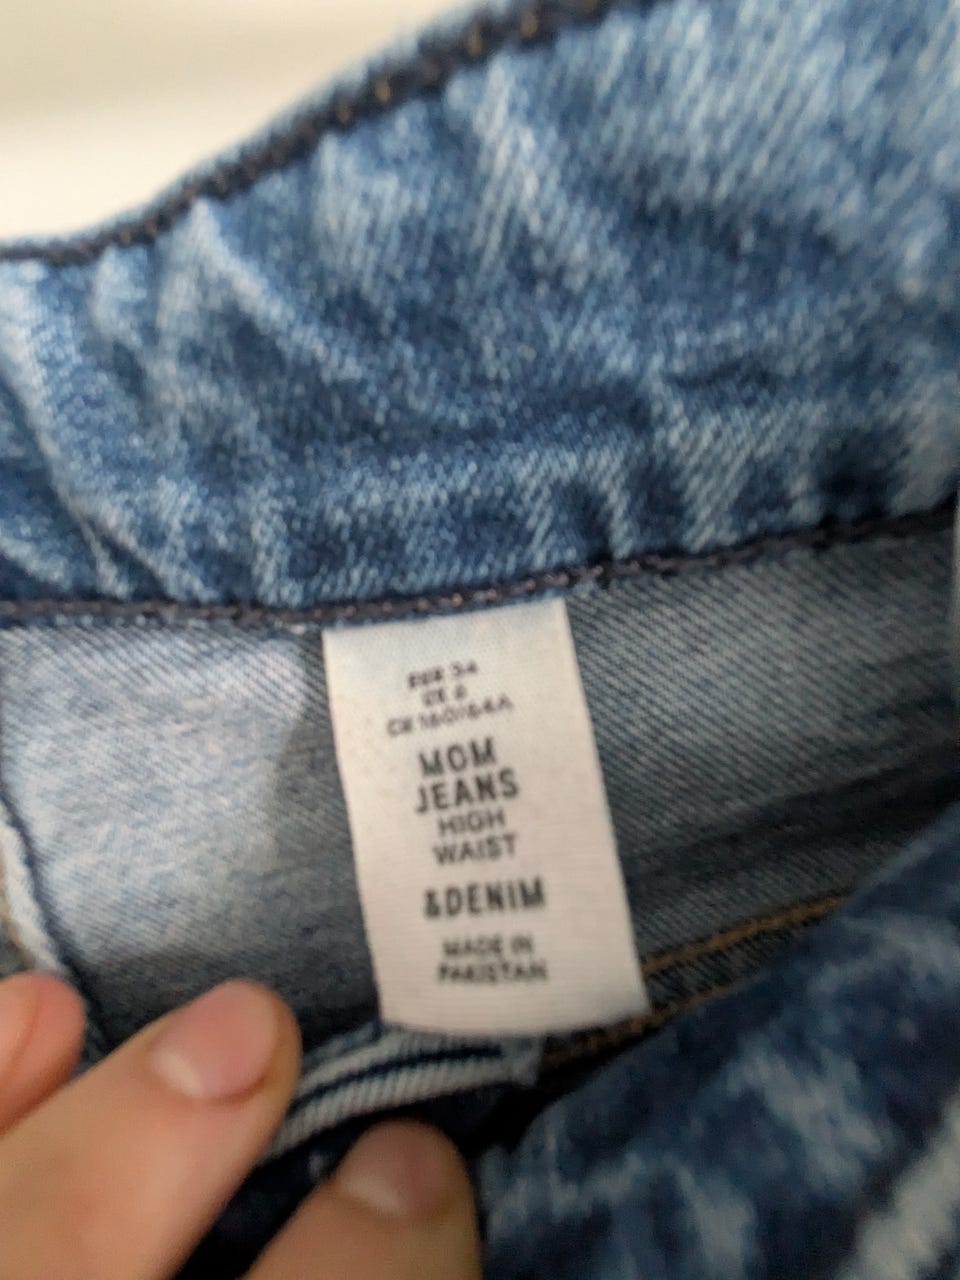 EUR 34
UK 6
CN 160/64A
MOM
JEANS
HIGH
WAIST
&DENIM
MADE IN
PAKISTAN